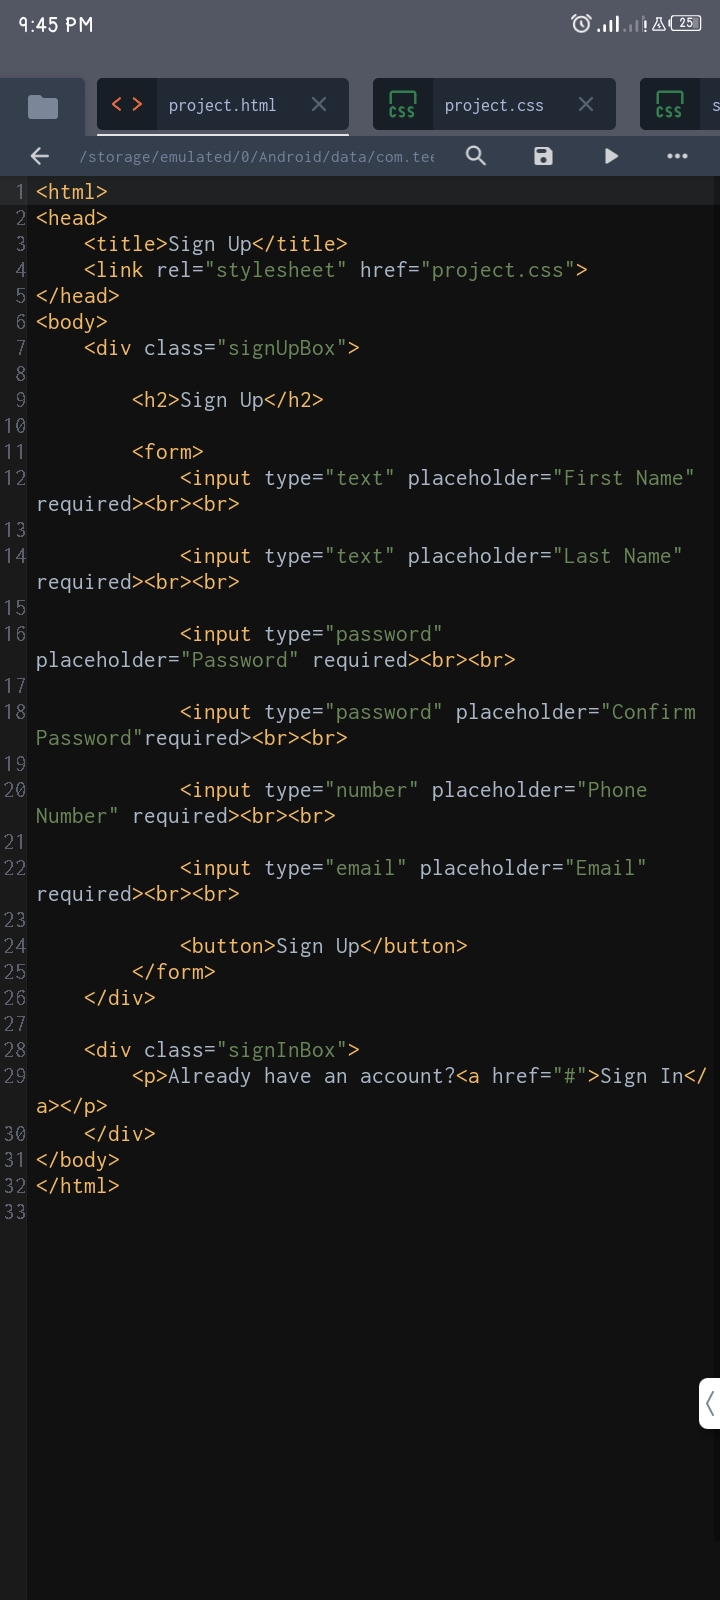 9:45 PM 25
project.html project.css s
CSS CSS
/storage/emulated/0/Android/data/com.tee
1 <html>
2 <head>
3     <title>Sign Up</title>
4     <link rel="stylesheet" href="project.css">
5 </head>
6 <body>
7     <div class="signUpBox">
8
9         <h2>Sign Up</h2>
10
11         <form>
12             <input type="text" placeholder="First Name"
required><br><br>
13
14             <input type="text" placeholder="Last Name"
required><br><br>
15
16             <input type="password"
placeholder="Password" required><br><br>
17
18             <input type="password" placeholder="Confirm
Password"required><br><br>
19
20             <input type="number" placeholder="Phone
Number" required><br><br>
21
22             <input type="email" placeholder="Email"
required><br><br>
23
24             <button>Sign Up</button>
25         </form>
26     </div>
27
28     <div class="signInBox">
29         <p>Already have an account?<a href="#">Sign In</
a></p>
30     </div>
31 </body>
32 </html>
33